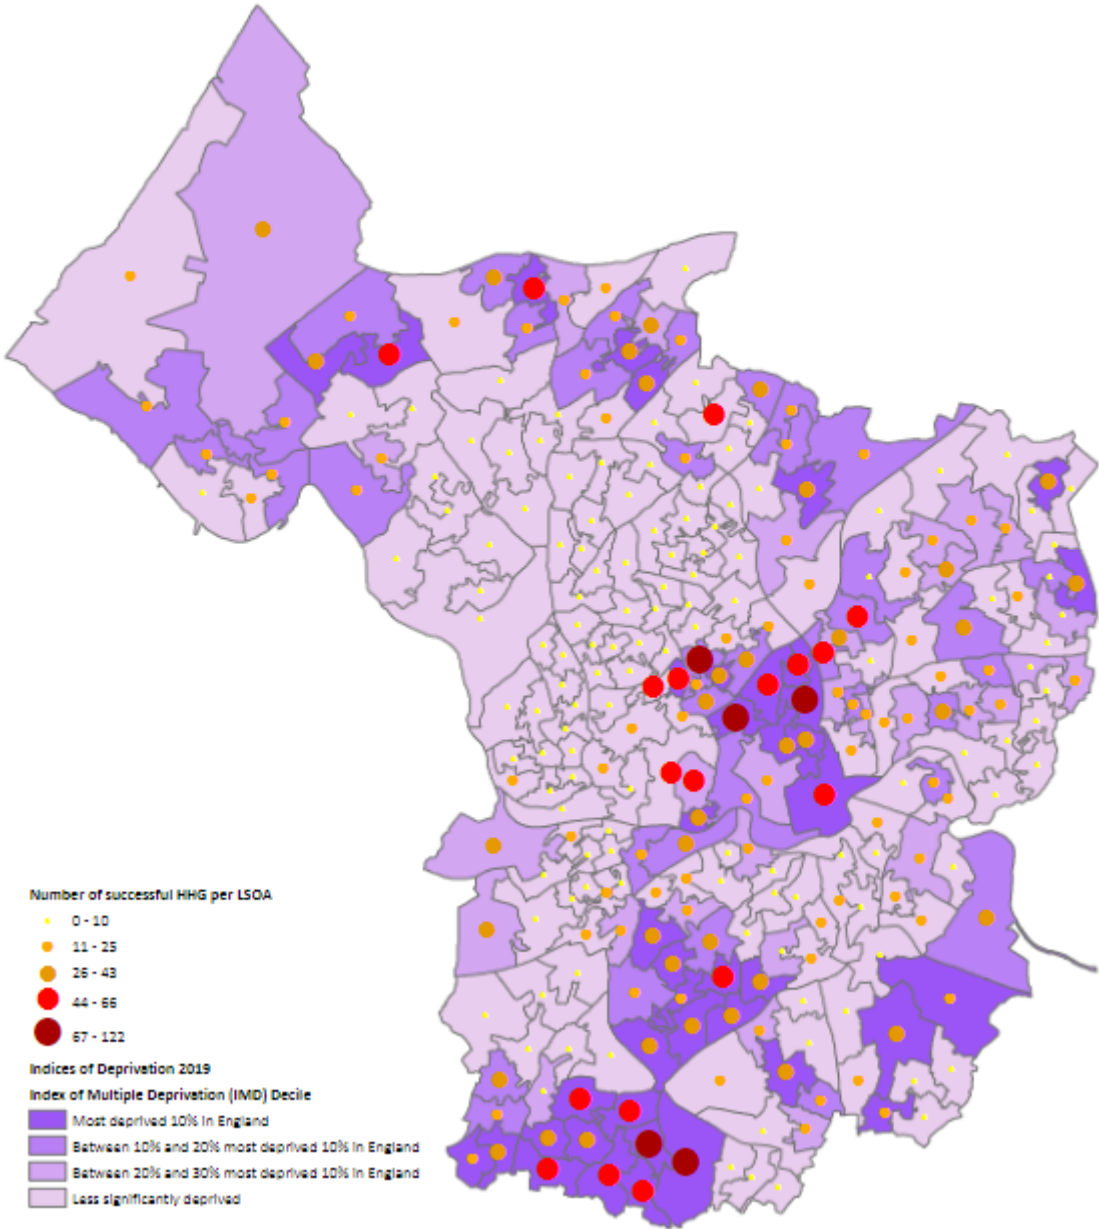 Number of successful HHG per LSOA
0 - 10
11 - 25
26 - 43
44 - 66
67 - 122
Indices of Deprivation 2019
Index of Multiple Deprivation (IMD) Decile
Most deprived 10% in England
Between 10% and 20% most deprived 10% in England
Between 20% and 30% most deprived 10% in England
Less significantly deprived